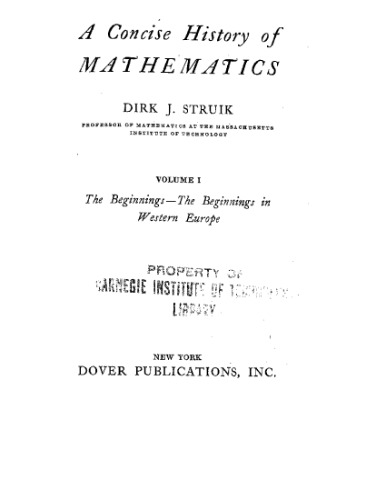 A Concise History of
MATHEMATICS
DIRK J. STRUIK
PROFESSOR OF MATHEMATICS AT THE MASSACHUSETTS
INSTITUTE OF TECHNOLOGY
VOLUME I
The Beginnings—The Beginnings in
Western Europe
PROPERTY OF
CARNEGIE INSTITUTE OF
LIBRARY
NEW YORK
DOVER PUBLICATIONS, INC.